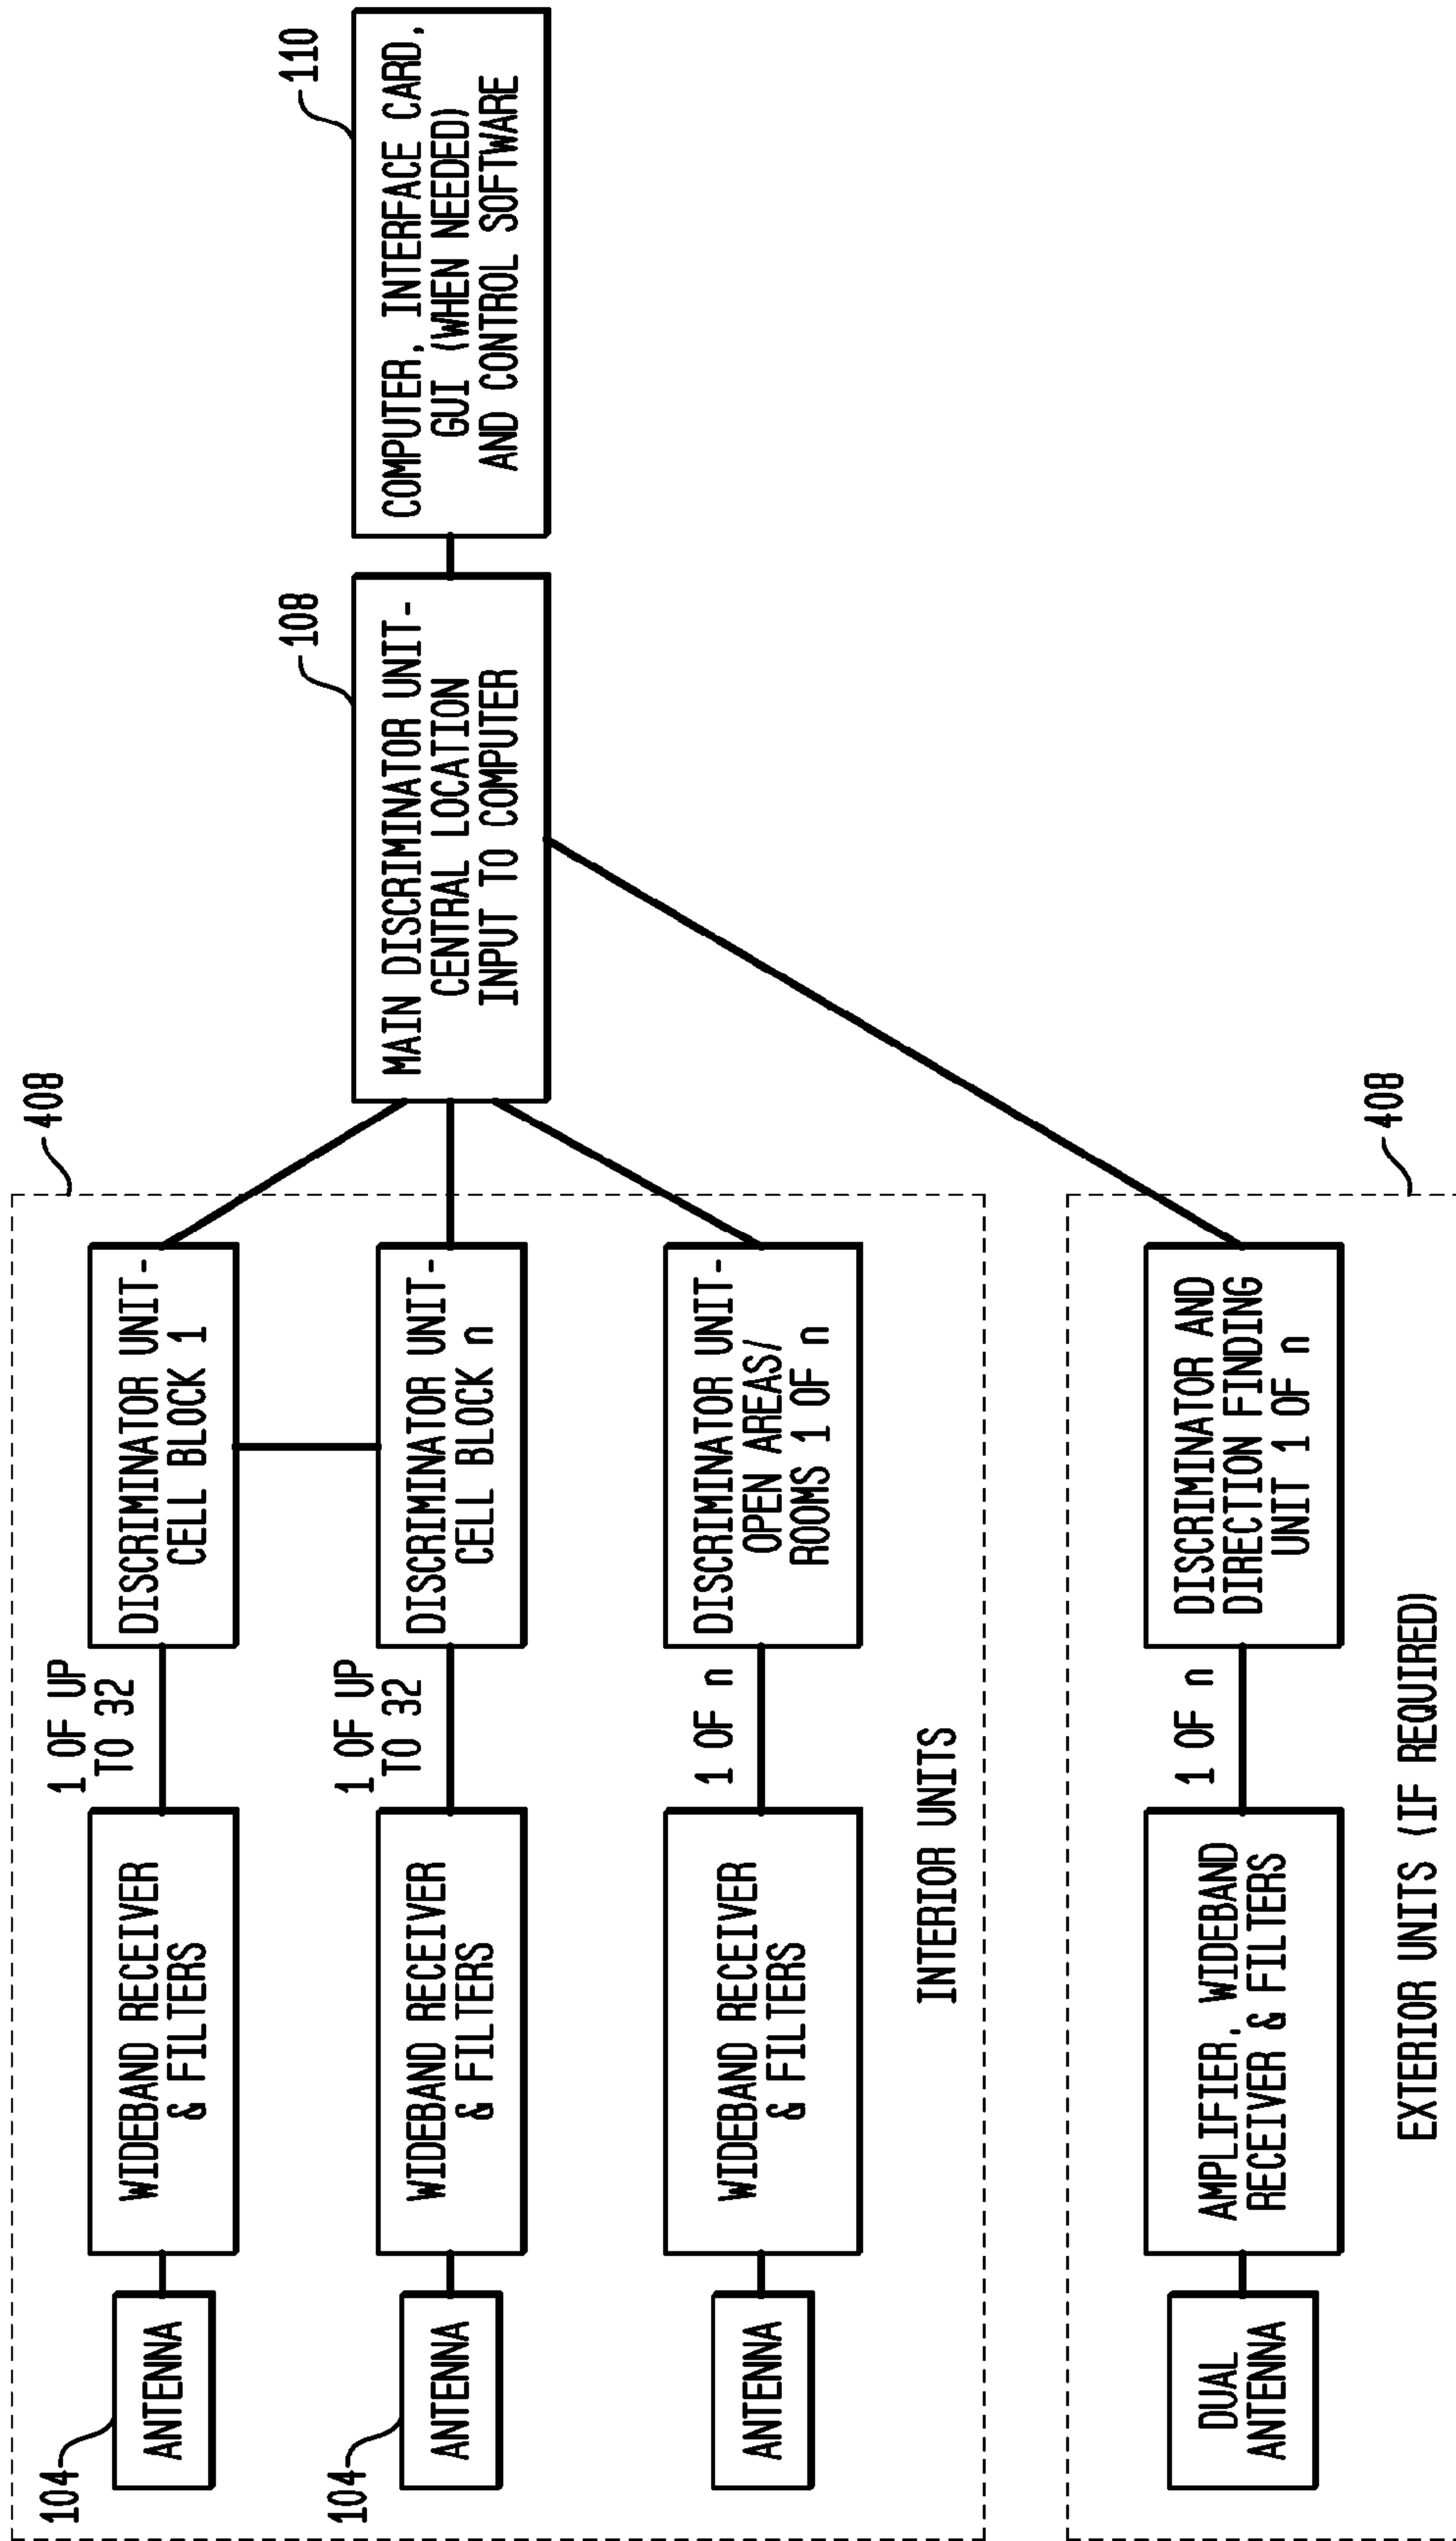 104
ANTENNA
WIDEBAND RECEIVER
& FILTERS
1 OF UP
TO 32
DISCRIMINATOR UNIT-
CELL BLOCK 1
408
104
ANTENNA
WIDEBAND RECEIVER
& FILTERS
1 OF UP
TO 32
DISCRIMINATOR UNIT-
CELL BLOCK n
ANTENNA
WIDEBAND RECEIVER
& FILTERS
1 OF n
DISCRIMINATOR UNIT-
OPEN AREAS/
ROOMS 1 OF n
INTERIOR UNITS
108
MAIN DISCRIMINATOR UNIT-
CENTRAL LOCATION
INPUT TO COMPUTER
110
COMPUTER, INTERFACE CARD,
GUI (WHEN NEEDED)
AND CONTROL SOFTWARE
DUAL
ANTENNA
AMPLIFIER, WIDEBAND
RECEIVER & FILTERS
1 OF n
DISCRIMINATOR AND
DIRECTION FINDING
UNIT 1 OF n
408
EXTERIOR UNITS (IF REQUIRED)